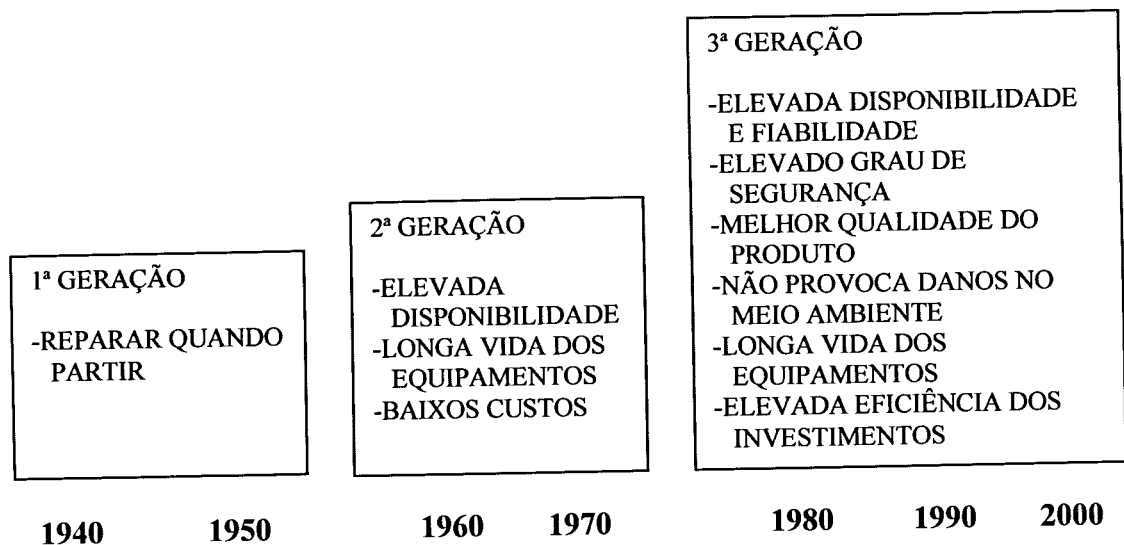 1ª GERAÇÃO
-REPARAR QUANDO
PARTIR
2ª GERAÇÃO
-ELEVADA
DISPONIBILIDADE
-LONGA VIDA DOS
EQUIPAMENTOS
-BAIXOS CUSTOS
3ª GERAÇÃO
-ELEVADA DISPONIBILIDADE
E FIABILIDADE
-ELEVADO GRAU DE
SEGURANÇA
-MELHOR QUALIDADE DO
PRODUTO
-NÃO PROVOCA DANOS NO
MEIO AMBIENTE
-LONGA VIDA DOS
EQUIPAMENTOS
-ELEVADA EFICIÊNCIA DOS
INVESTIMENTOS
1940 1950 1960 1970 1980 1990 2000